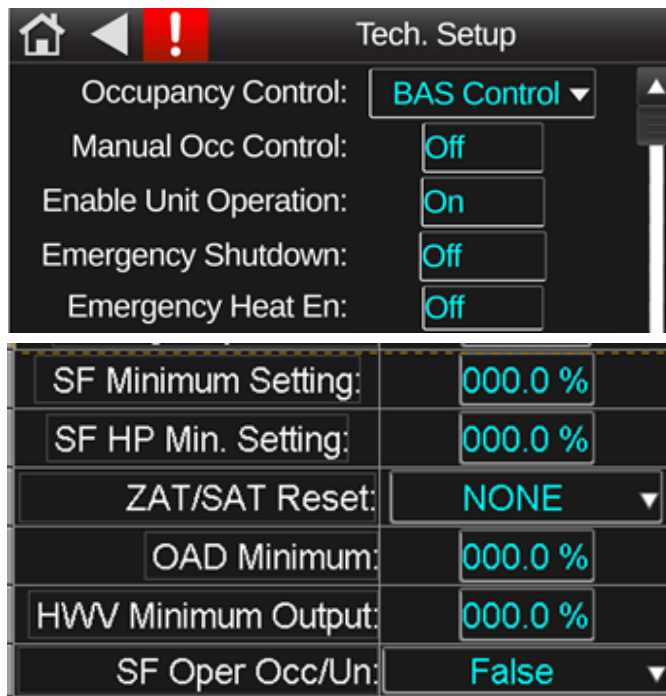 Tech. Setup
Occupancy Control: BAS Control
Manual Occ Control: Off
Enable Unit Operation: On
Emergency Shutdown: Off
Emergency Heat En: Off
SF Minimum Setting: 000.0 %
SF HP Min. Setting: 000.0 %
ZAT/SAT Reset: NONE
OAD Minimum: 000.0 %
HWV Minimum Output: 000.0 %
SF Oper Occ/Un: False